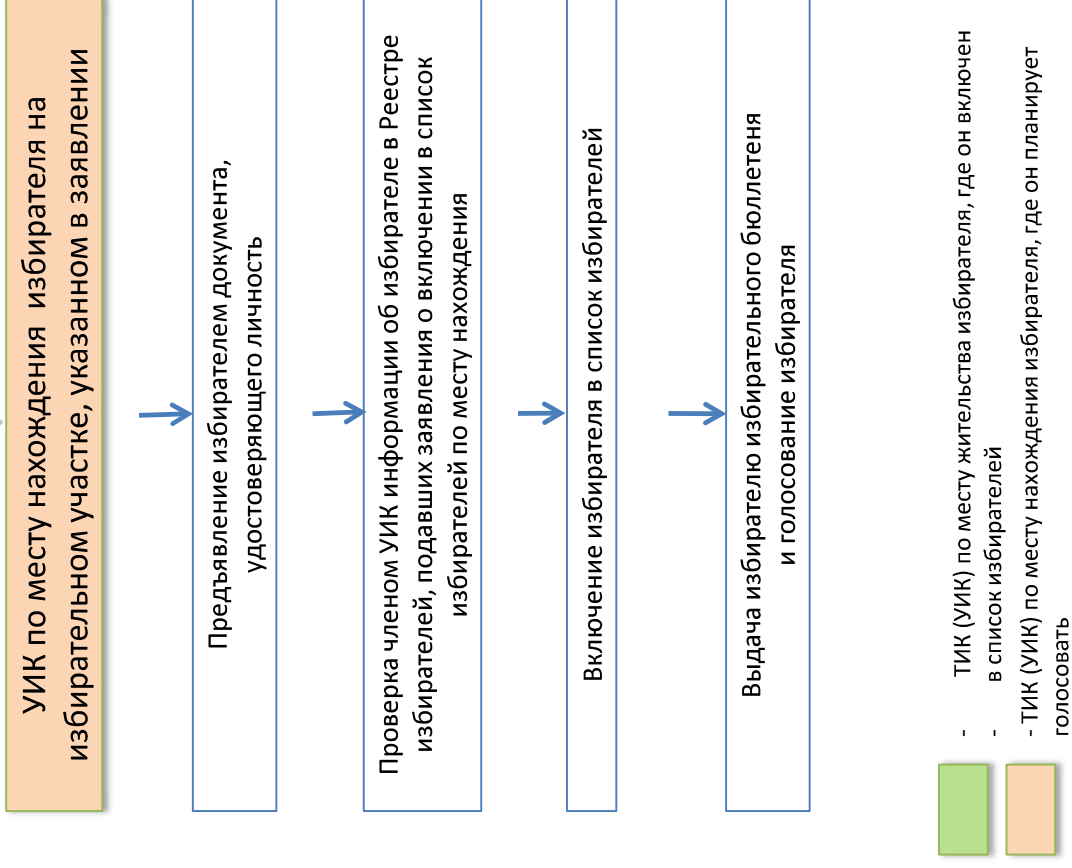 УИК по месту нахождения избирателя на
избирательном участке, указанном в заявлении
Предъявление избирателем документа,
удостоверяющего личность
Проверка членом УИК информации об избирателе в Реестре
избирателей, подавших заявления о включении в список
избирателей по месту нахождения
Включение избирателя в список избирателей
Выдача избирателю избирательного бюллетеня
и голосование избирателя
- ТИК (УИК) по месту жительства избирателя, где он включен
- в список избирателей
- ТИК (УИК) по месту нахождения избирателя, где он планирует
голосовать